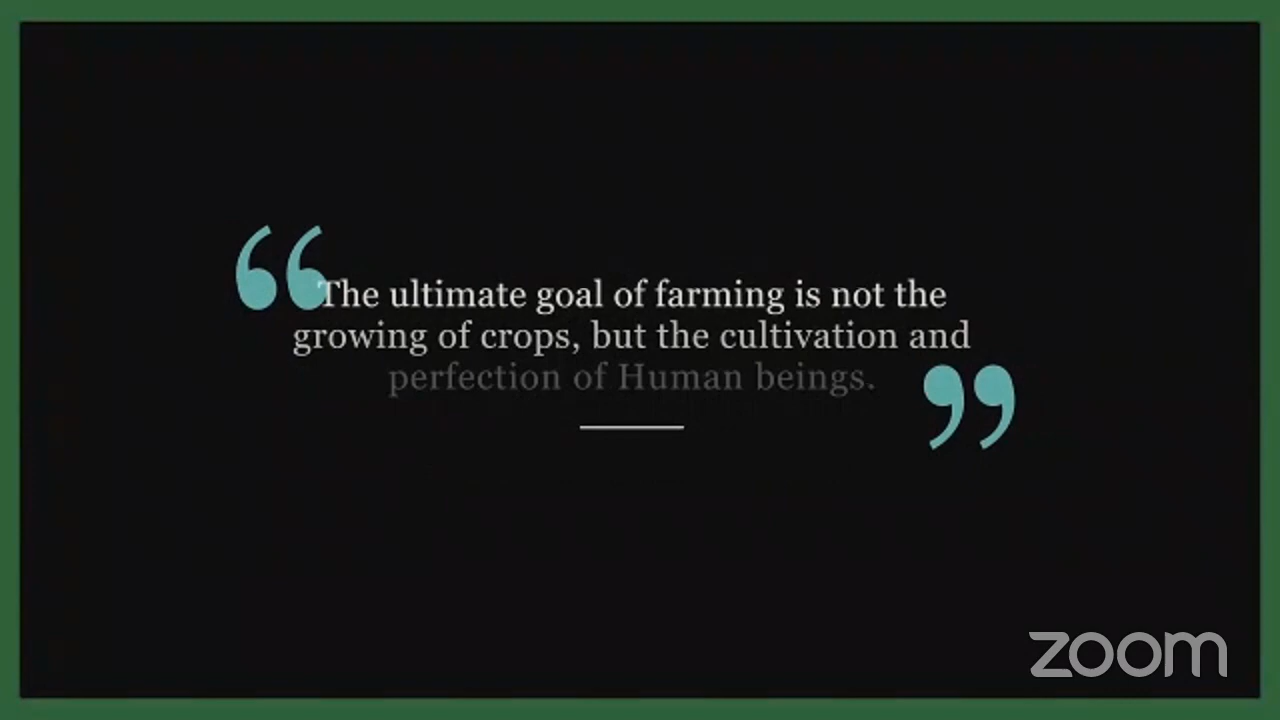 “The ultimate goal of farming is not the
growing of crops, but the cultivation and
perfection of Human beings.”
zoom